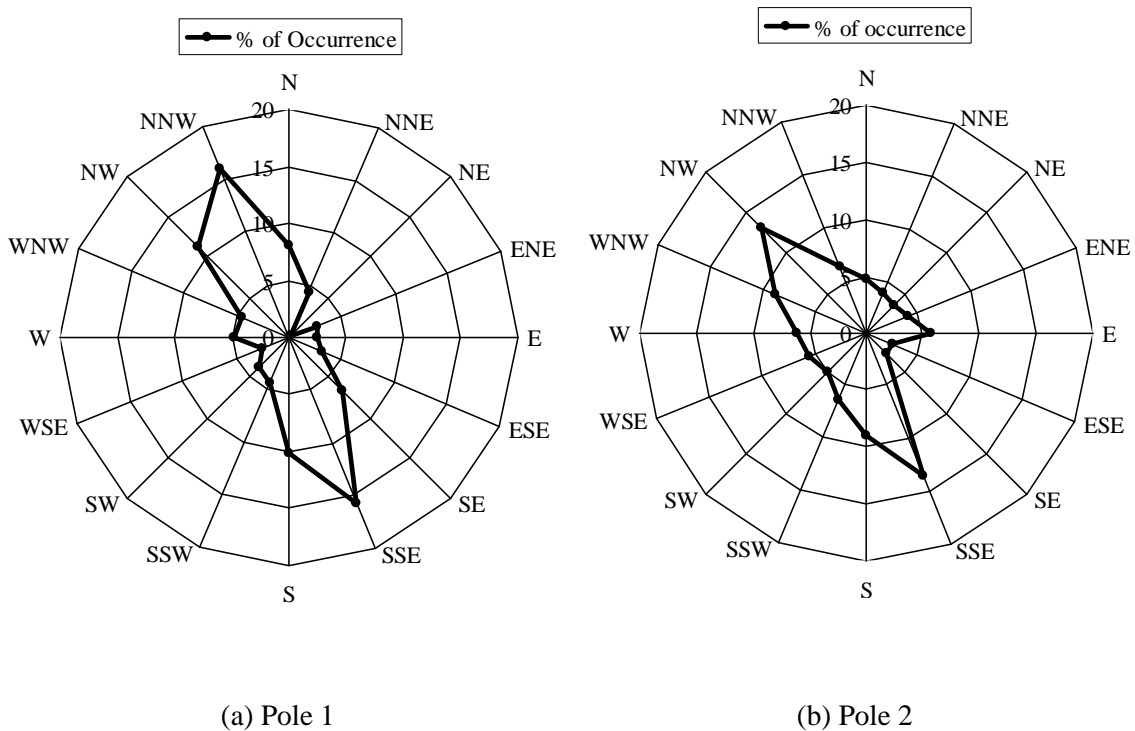 % of Occurrence
N
NNE
NE
ENE
E
ESE
SE
SSE
S
SSW
SW
WSE
W
WNW
NW
NNW
20
15
10
5
0
(a) Pole 1
% of occurrence
N
NNE
NE
ENE
E
ESE
SE
SSE
S
SSW
SW
WSE
W
WNW
NW
NNW
20
15
10
5
0
(b) Pole 2